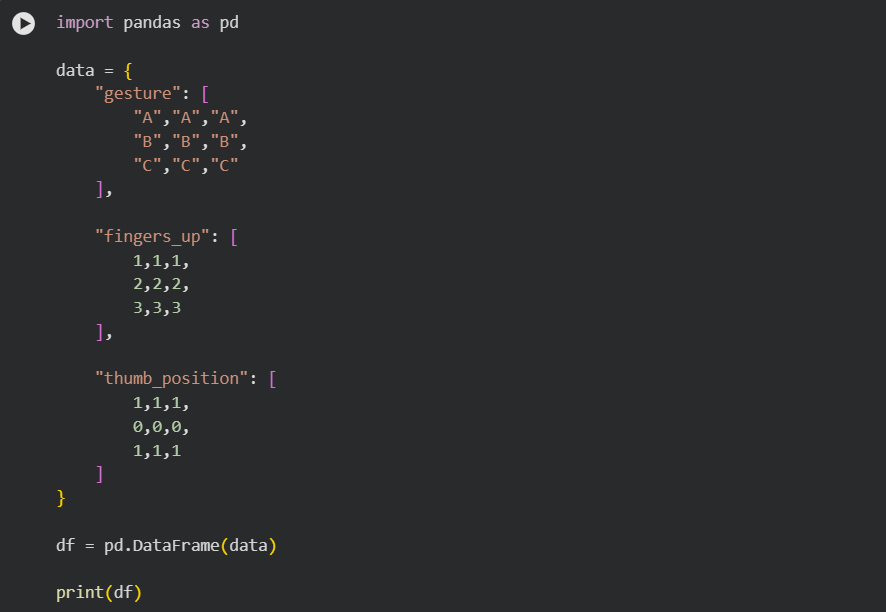 import pandas as pd
data = {
    "gesture": [
        "A","A","A",
        "B","B","B",
        "C","C","C"
    ],
    "fingers_up": [
        1,1,1,
        2,2,2,
        3,3,3
    ],
    "thumb_position": [
        1,1,1,
        0,0,0,
        1,1,1
    ]
}
df = pd.DataFrame(data)
print(df)